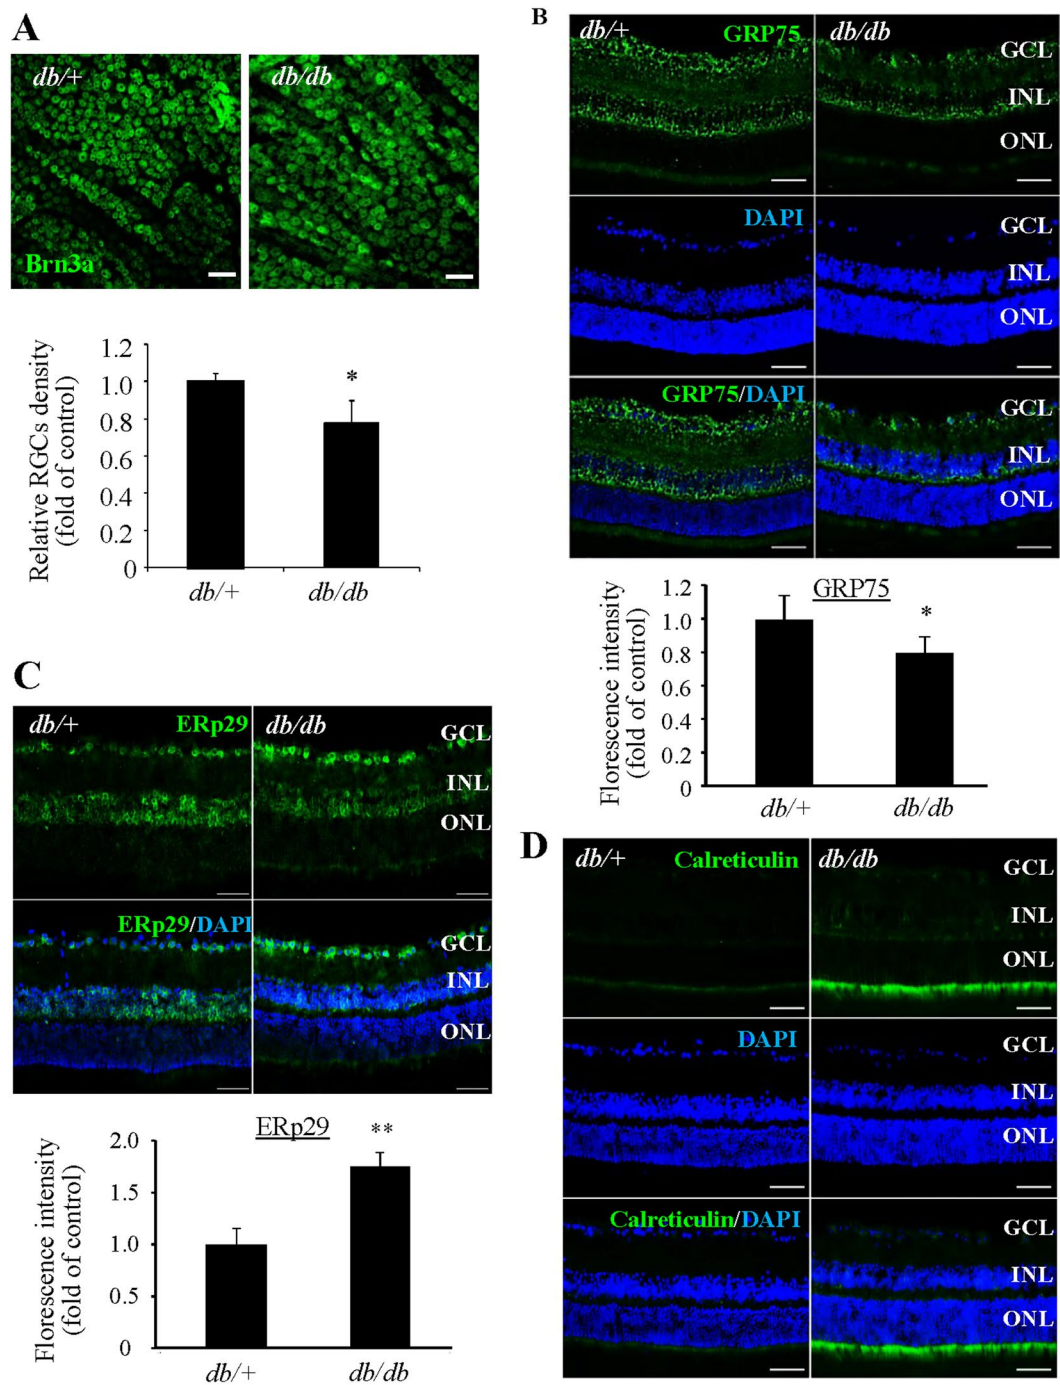 A
db/+
db/db
Brn3a
Relative RGCs density
(fold of control)
1.2
1.0
0.8
0.6
0.4
0.2
0
*
db/+
db/db
B
db/+
GRP75
db/db
GCL
INL
ONL
DAPI
GCL
INL
ONL
GRP75/DAPI
GCL
INL
ONL
Florescence intensity
(fold of control)
1.2
1.0
0.8
0.6
0.4
0.2
0
GRP75
*
db/+
db/db
C
db/+
ERp29
db/db
GCL
INL
ONL
ERp29/DAPI
GCL
INL
ONL
Florescence intensity
(fold of control)
2.0
1.5
1.0
0.5
0
ERp29
**
db/+
db/db
D
db/+
Calreticulin
db/db
GCL
INL
ONL
DAPI
GCL
INL
ONL
Calreticulin/DAPI
GCL
INL
ONL